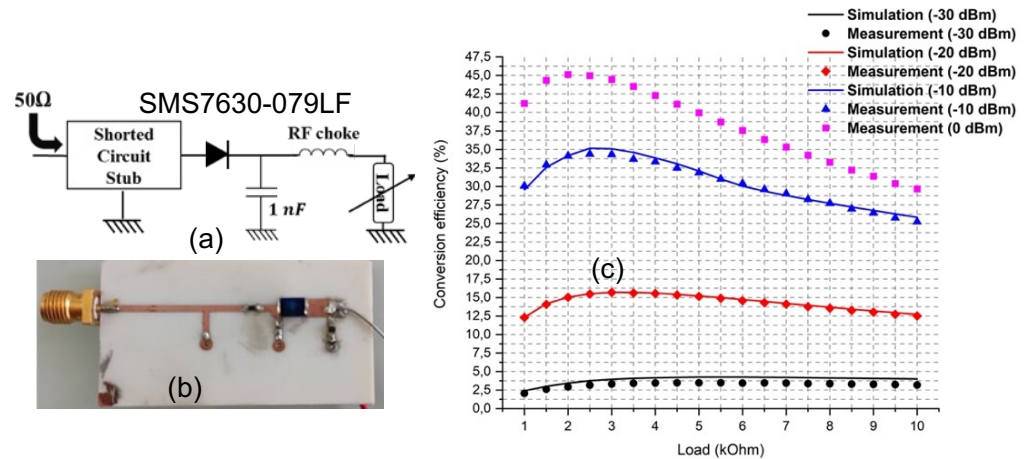 50Ω
SMS7630-079LF
Shorted
Circuit
Stub
RF choke
1 nF
Load
(a)
(b)
Simulation (-30 dBm)
Measurement (-30 dBm)
Simulation (-20 dBm)
Measurement (-20 dBm)
Simulation (-10 dBm)
Measurement (-10 dBm)
Measurement (0 dBm)
Conversion efficiency (%)
47,5
45,0
42,5
40,0
37,5
35,0
32,5
30,0
27,5
25,0
22,5
20,0
17,5
15,0
12,5
10,0
7,5
5,0
2,5
0,0
(c)
1 2 3 4 5 6 7 8 9 10
Load (kOhm)